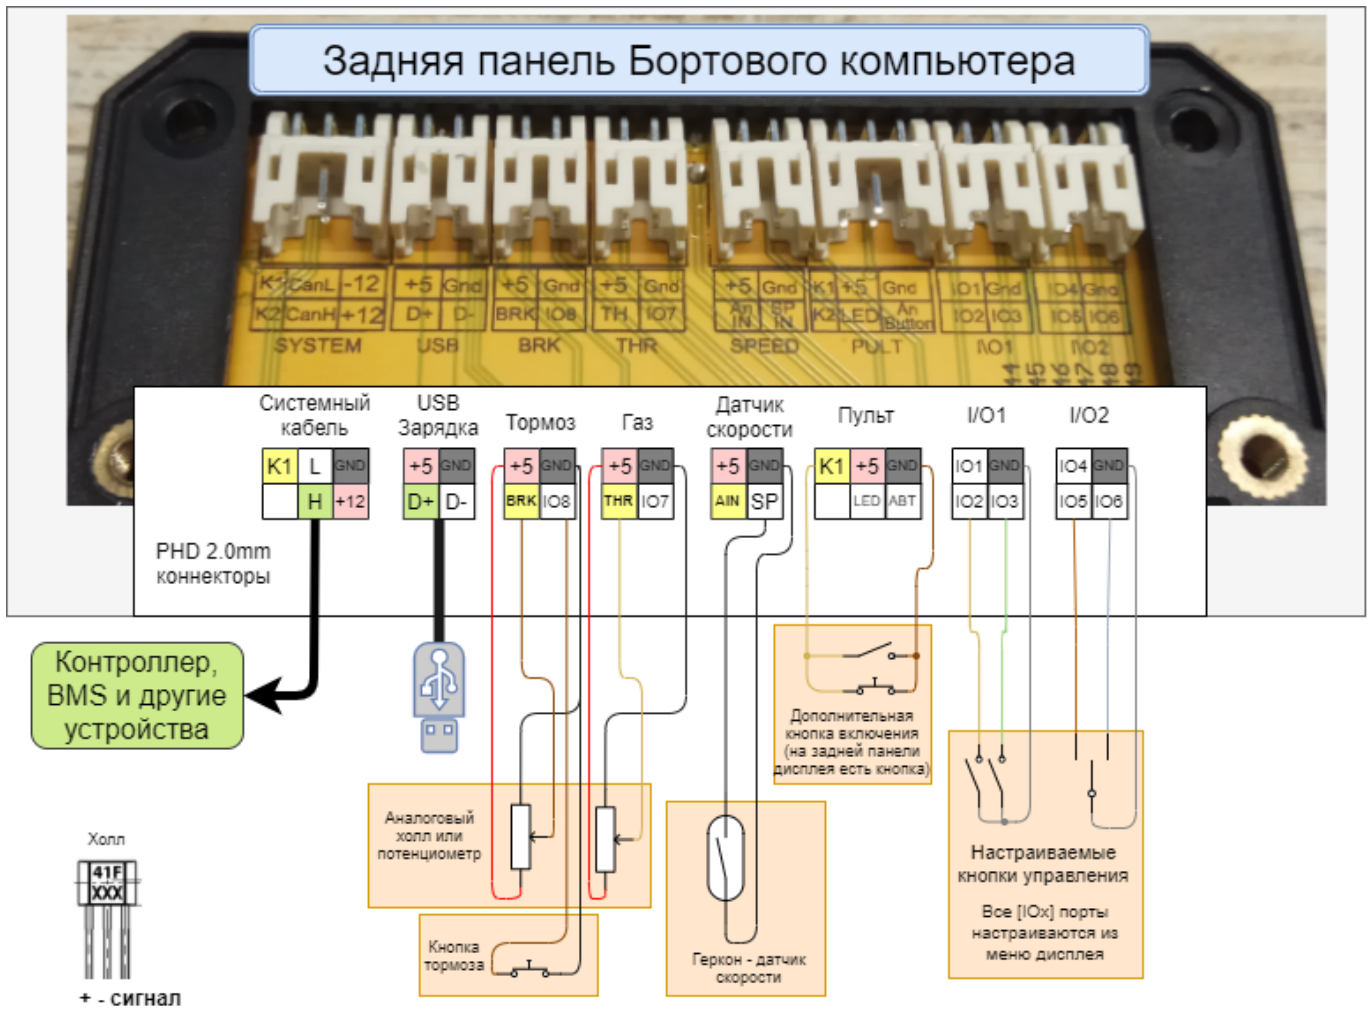 Задняя панель Бортового компьютера
K1 CanL -12
K2 CanH +12
SYSTEM
+5 Gnd
D+ D-
USB
+5 Gnd
BRK IO8
BRK
+5 Gnd
TH IO7
THR
+5 Gnd
An IN SP IN
SPEED
K1 +5 Gnd
K2 LED An Button
PULT
IO1 Gnd
IO2 IO3
I\O1
IO4 Gnd
IO5 IO6
I\O2
Системный
кабель
K1 L GND
H +12
USB
Зарядка
+5 GND
D+ D-
Тормоз
+5 GND
BRK IO8
Газ
+5 GND
THR IO7
Датчик
скорости
+5 GND
AIN SP
Пульт
K1 +5 GND
LED ABT
I/O1
IO1 GND
IO2 IO3
I/O2
IO4 GND
IO5 IO6
PHD 2.0mm
коннекторы
Контроллер,
BMS и другие
устройства
Дополнительная
кнопка включения
(на задней панели
дисплея есть кнопка)
Аналоговый
холл или
потенциометр
Кнопка
тормоза
Геркон - датчик
скорости
Настраиваемые
кнопки управления
Все [IOx] порты
настраиваются из
меню дисплея
Холл
41F
XXX
+ - сигнал